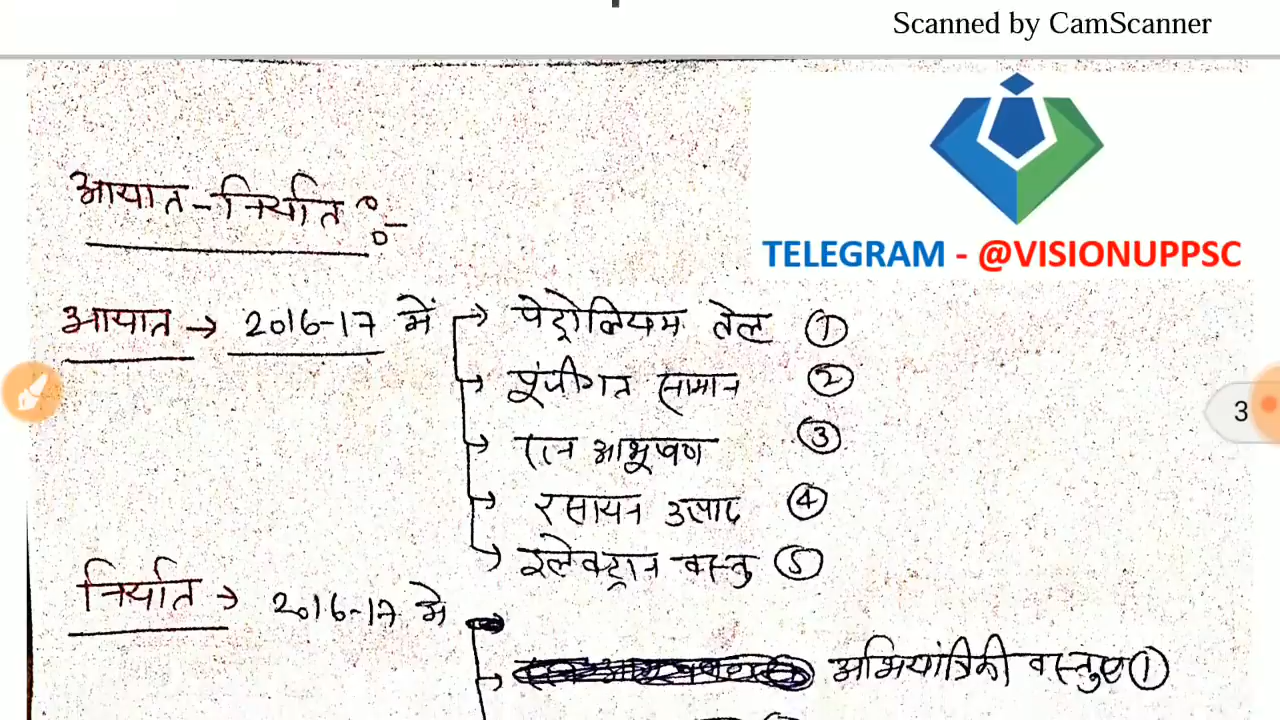 Scanned by CamScanner
TELEGRAM - @VISIONUPPSC
आयात-निर्यात :-
आयात → 2016-17 में → पेट्रोलियम तेल ①
→ पूंजीगत सामान ②
→ रत्न आभूषण ③
→ रसायन उत्पाद ④
→ इलेक्ट्रान वस्तु ⑤
3
निर्यात → 2016-17 मे
→ अभियांत्रिकी वस्तुए ①